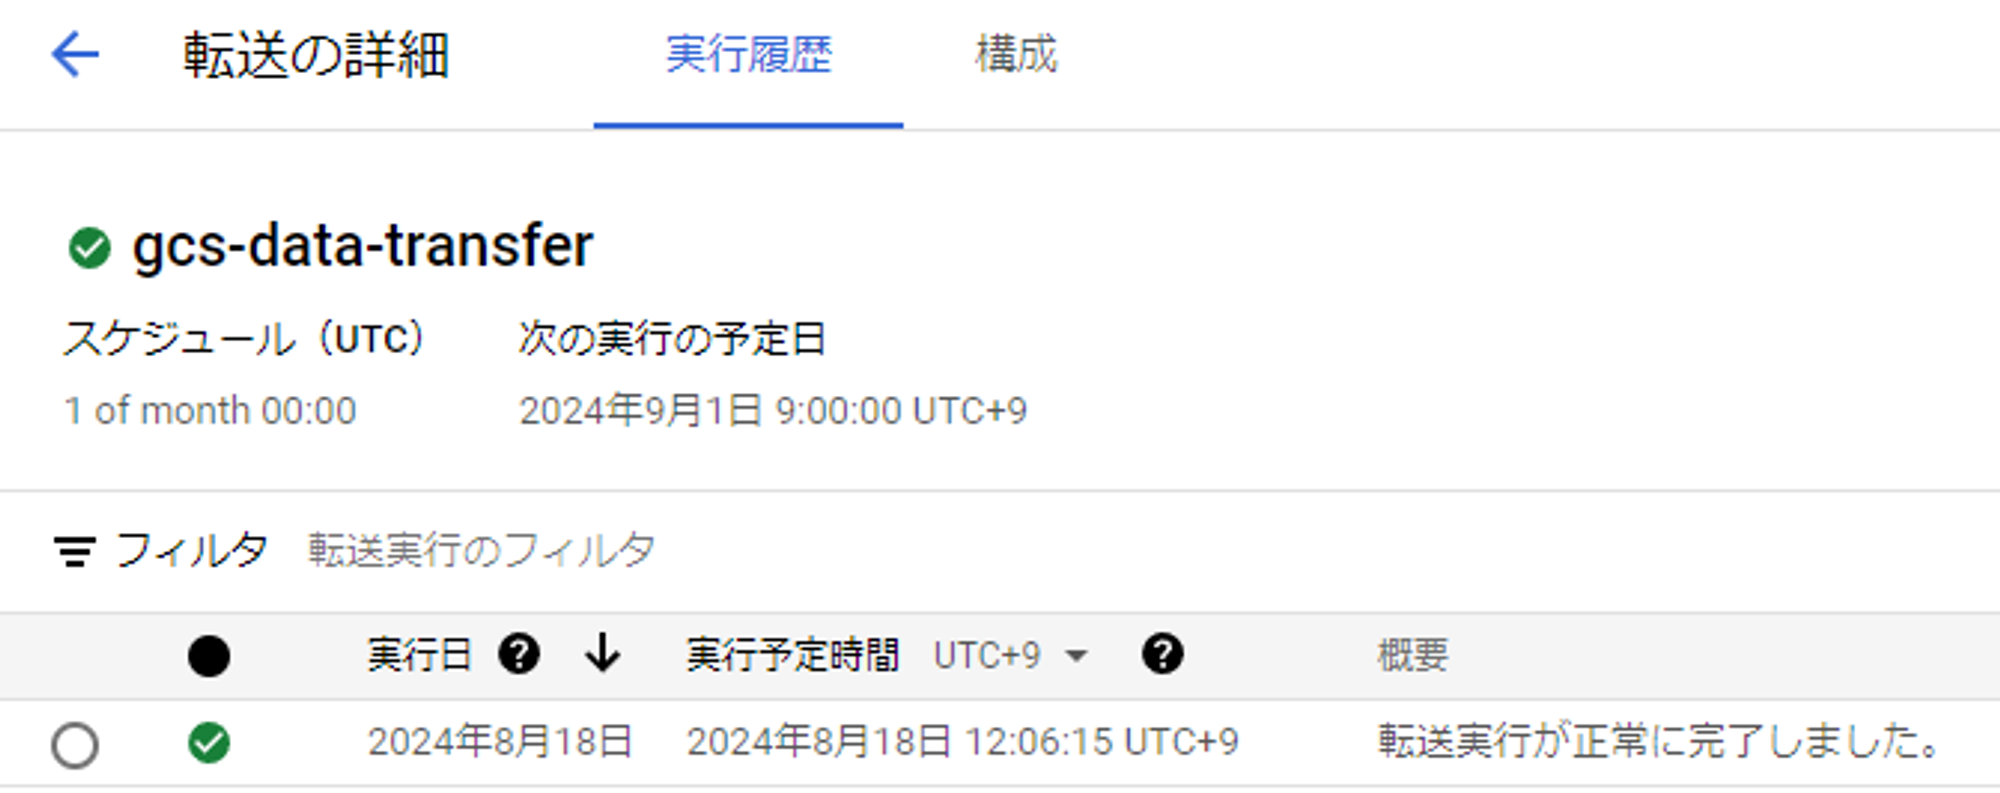 転送の詳細 実行履歴 構成
gcs-data-transfer
スケジュール（UTC） 次の実行の予定日
1 of month 00:00 2024年9月1日 9:00:00 UTC+9
フィルタ 転送実行のフィルタ
実行日 実行予定時間 UTC+9 概要
2024年8月18日 2024年8月18日 12:06:15 UTC+9 転送実行が正常に完了しました。